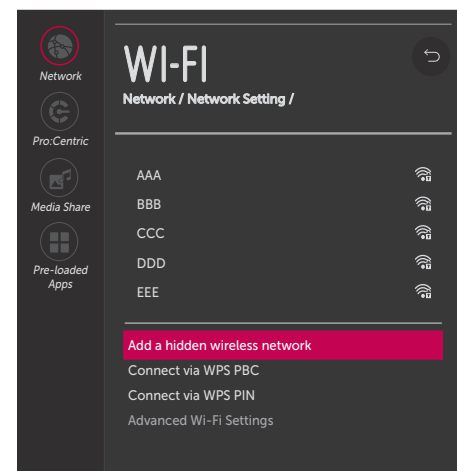 Network
Pro:Centric
Media Share
Pre-loaded
Apps
WI-FI
Network / Network Setting /
AAA
BBB
CCC
DDD
EEE
Add a hidden wireless network
Connect via WPS PBC
Connect via WPS PIN
Advanced Wi-Fi Settings